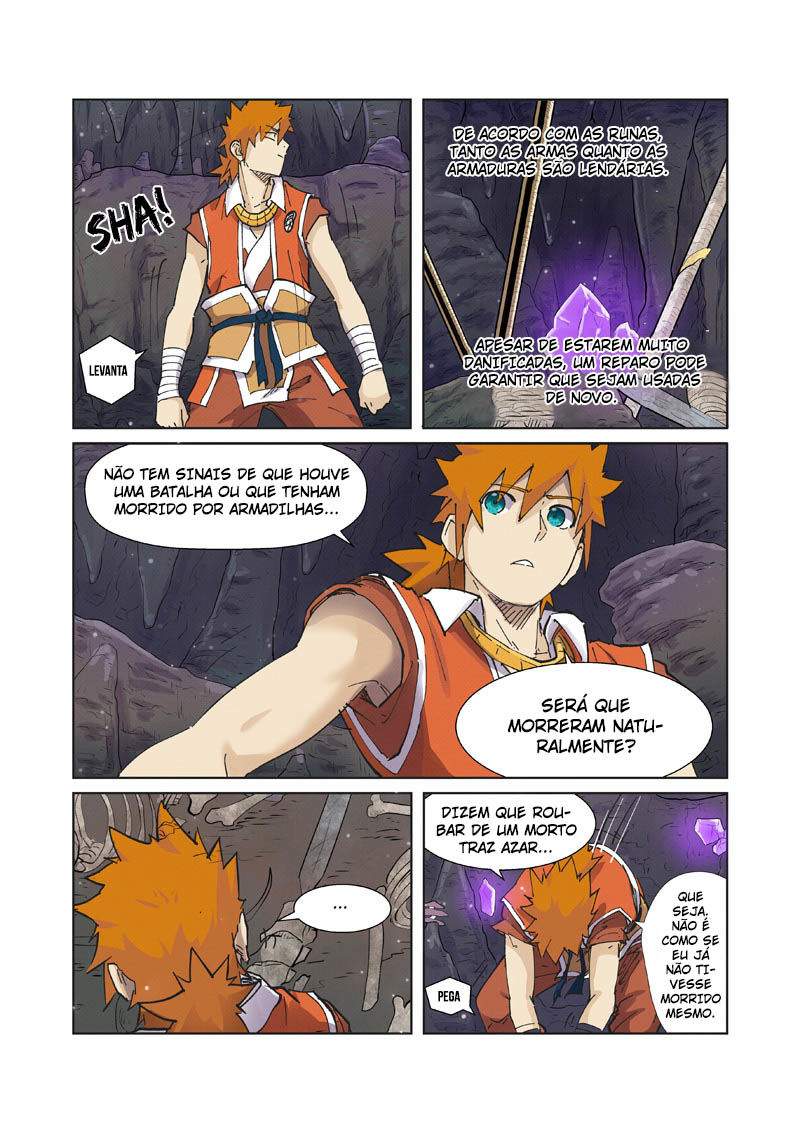 SHA!
LEVANTA
DE ACORDO COM AS RUNAS,
TANTO AS ARMAS QUANTO AS
ARMADURAS SÃO LENDÁRIAS.
APESAR DE ESTAREM MUITO
DANIFICADAS, UM REPARO PODE
GARANTIR QUE SEJAM USADAS
DE NOVO.
NÃO TEM SINAIS DE QUE HOUVE
UMA BATALHA OU QUE TENHAM
MORRIDO POR ARMADILHAS...
SERÁ QUE
MORRERAM NATU-
RALMENTE?
...
DIZEM QUE ROU-
BAR DE UM MORTO
TRAZ AZAR...
PEGA
QUE
SEJA.
NÃO É
COMO SE
EU JÁ
NÃO TI-
VESSE
MORRIDO
MESMO.